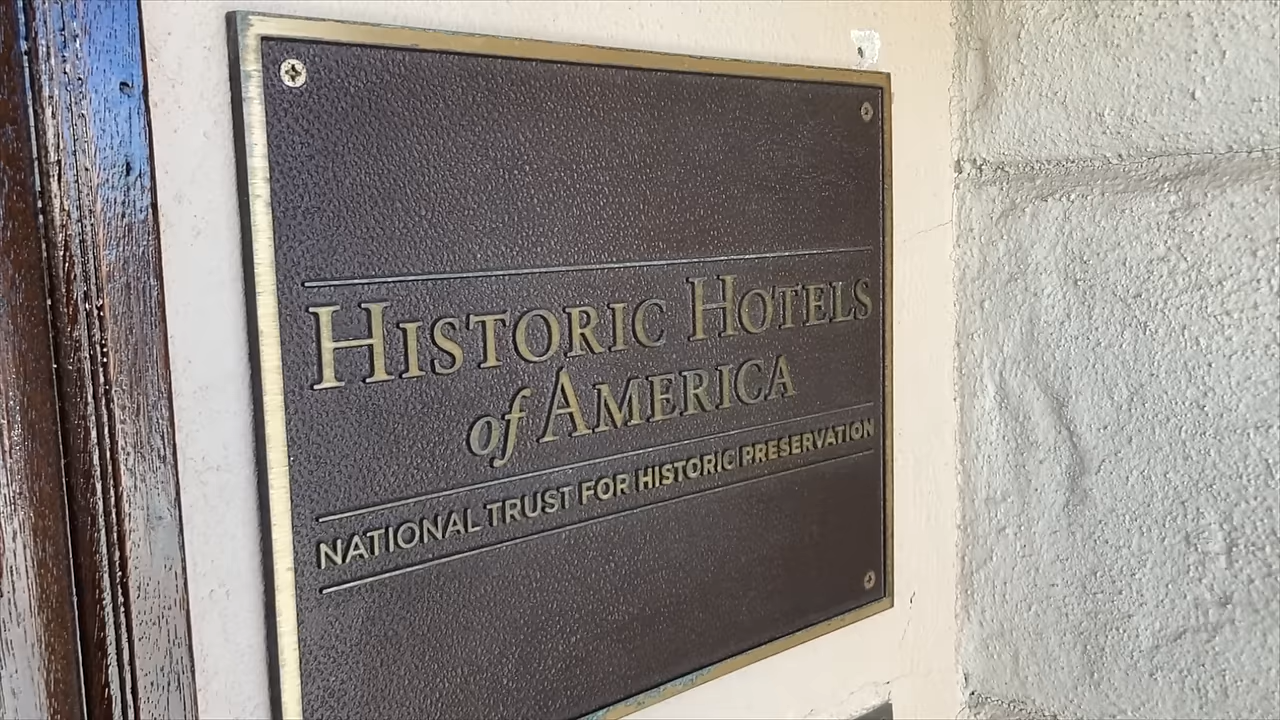 HISTORIC HOTELS
of AMERICA
NATIONAL TRUST FOR HISTORIC PRESERVATION